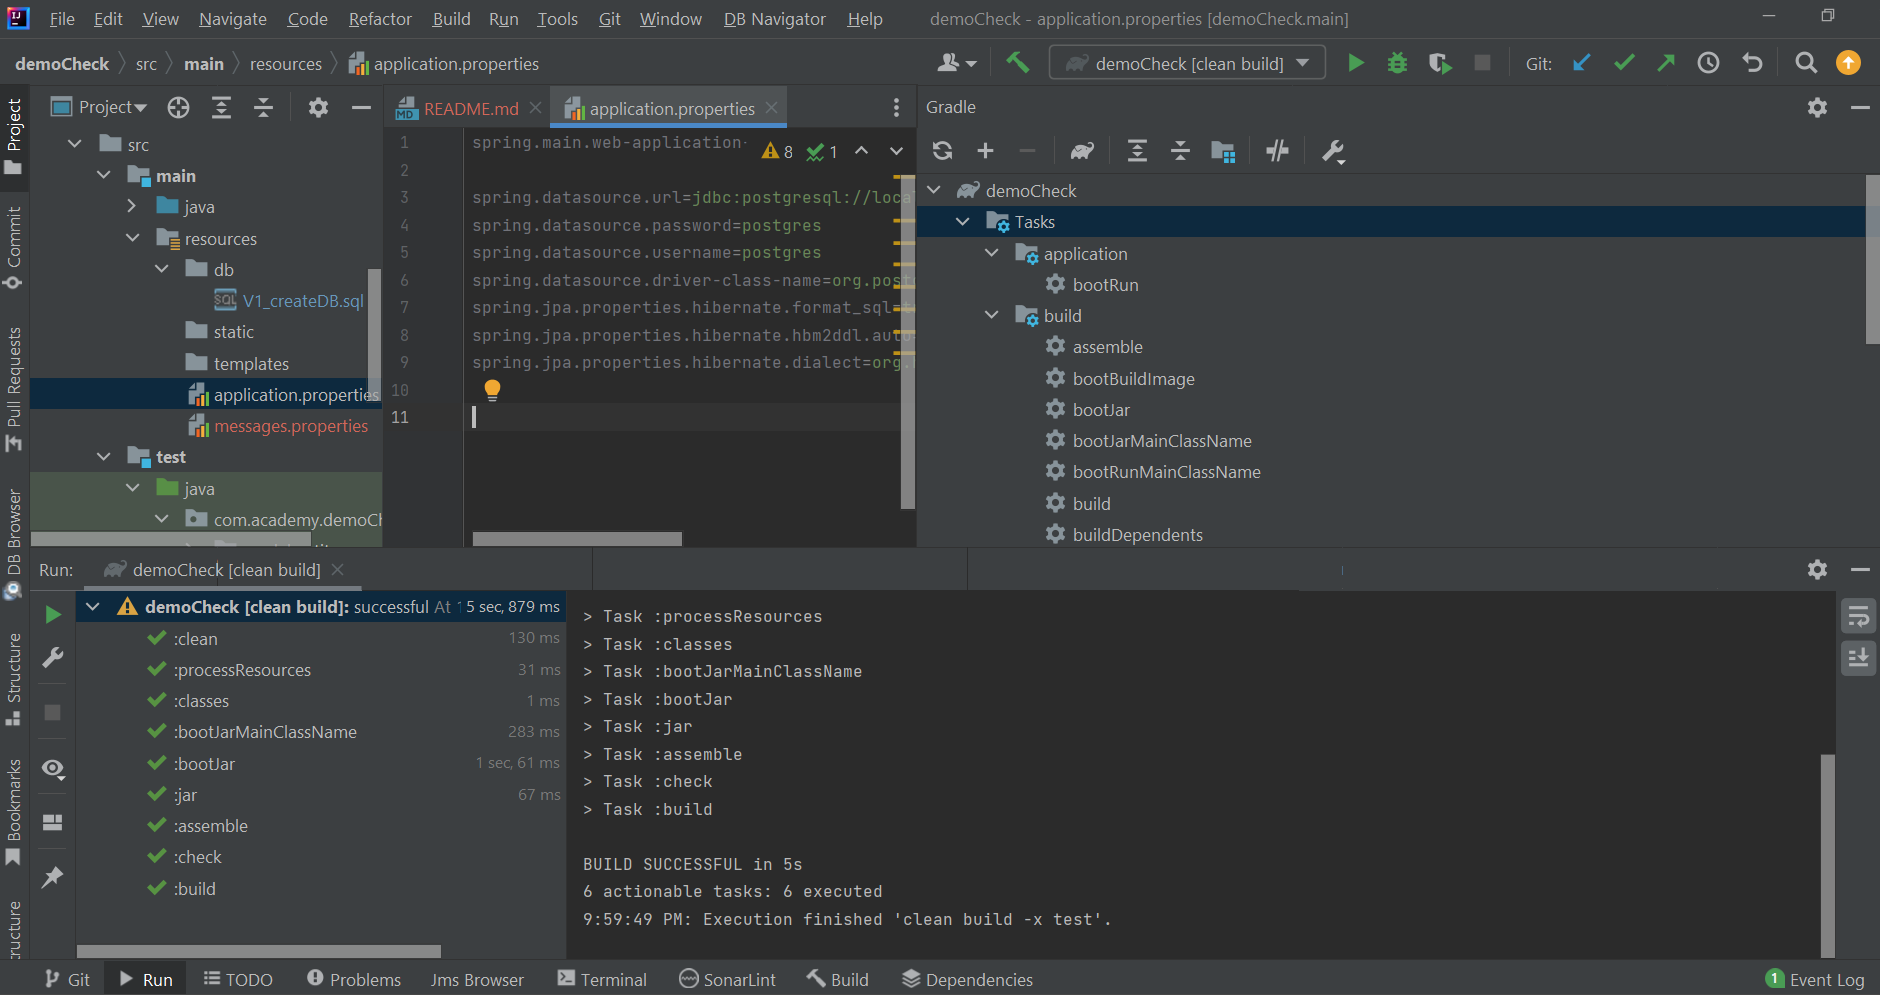 File Edit View Navigate Code Refactor Build Run Tools Git Window DB Navigator Help demoCheck - application.properties [demoCheck.main]
demoCheck src main resources application.properties demoCheck [clean build] Git:
Project
Commit
Pull Requests
DB Browser
Structure
Bookmarks
Project
src
main
java
resources
db
SQL V1_createDB.sql
static
templates
application.properties
messages.properties
test
java
com.academy.demoCh
MD README.md application.properties
8 1
1 spring.main.web-application-
2
3 spring.datasource.url=jdbc:postgresql://loca
4 spring.datasource.password=postgres
5 spring.datasource.username=postgres
6 spring.datasource.driver-class-name=org.post
7 spring.jpa.properties.hibernate.format_sql=t
8 spring.jpa.properties.hibernate.hbm2ddl.auto
9 spring.jpa.properties.hibernate.dialect=org.
10
11
Gradle
demoCheck
Tasks
application
bootRun
build
assemble
bootBuildImage
bootJar
bootJarMainClassName
bootRunMainClassName
build
buildDependents
Run: demoCheck [clean build]
demoCheck [clean build]: successful At 15 sec, 879 ms
:clean 130 ms
:processResources 31 ms
:classes 1 ms
:bootJarMainClassName 283 ms
:bootJar 1 sec, 61 ms
:jar 67 ms
:assemble
:check
:build
> Task :processResources
> Task :classes
> Task :bootJarMainClassName
> Task :bootJar
> Task :jar
> Task :assemble
> Task :check
> Task :build
BUILD SUCCESSFUL in 5s
6 actionable tasks: 6 executed
9:59:49 PM: Execution finished 'clean build -x test'.
Git Run TODO Problems Jms Browser Terminal SonarLint Build Dependencies 1 Event Log